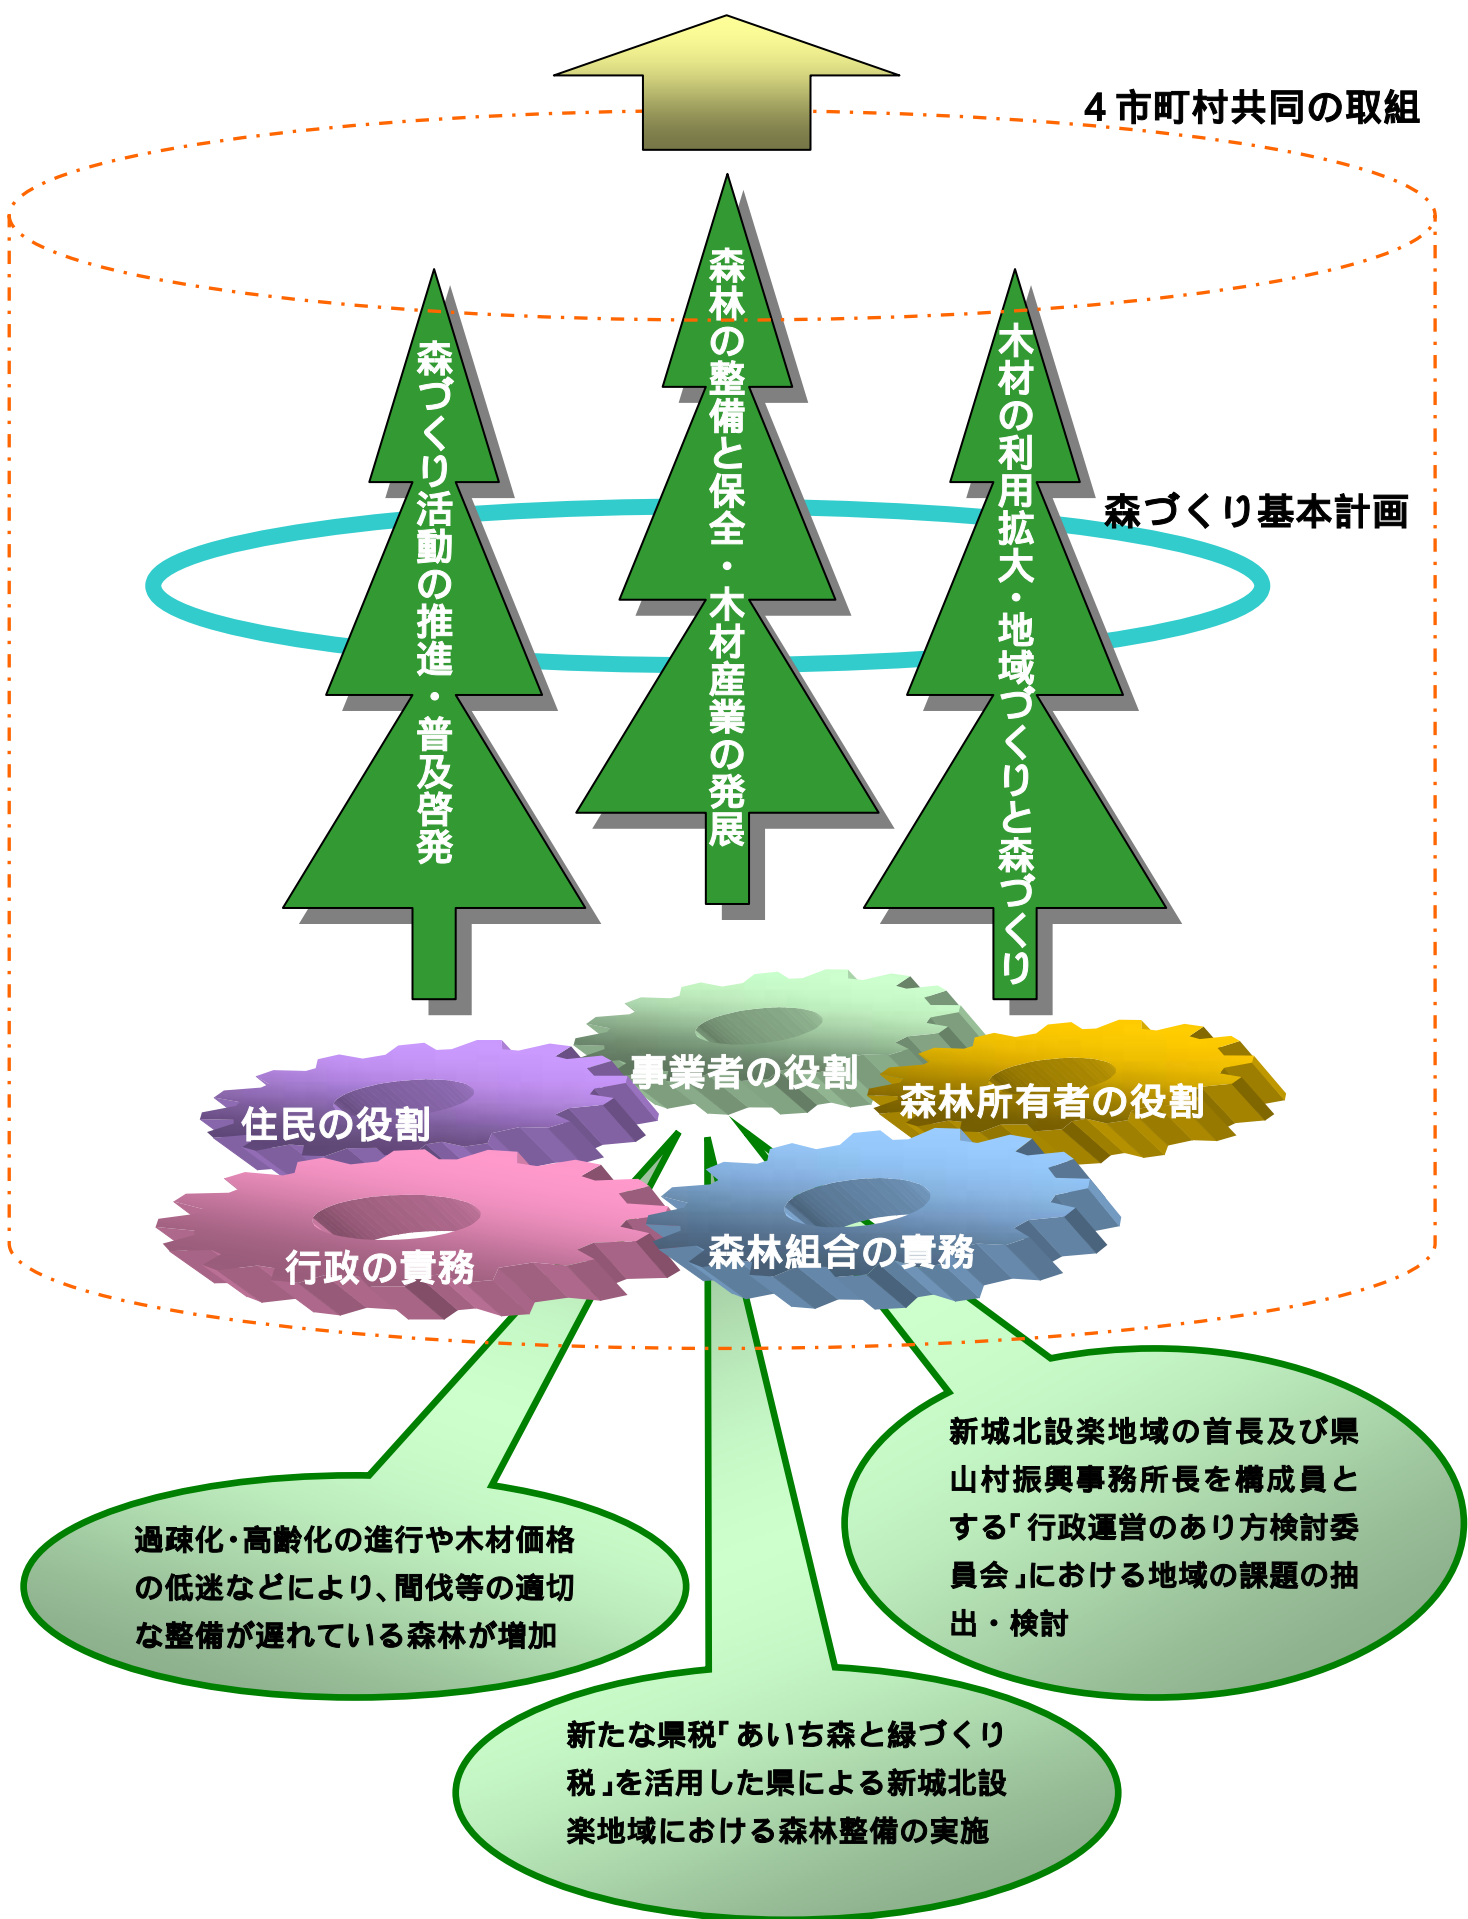 ４市町村共同の取組
森林の整備と保全・木材産業の発展
森づくり活動の推進・普及啓発
木材の利用拡大・地域づくりと森づくり
森づくり基本計画
事業者の役割
森林所有者の役割
住民の役割
行政の責務
森林組合の責務
新城北設楽地域の首長及び県
山村振興事務所長を構成員と
する「行政運営のあり方検討委
員会」における地域の課題の抽
出・検討
過疎化・高齢化の進行や木材価格
の低迷などにより、間伐等の適切
な整備が遅れている森林が増加
新たな県税「あいち森と緑づくり
税」を活用した県による新城北設
楽地域における森林整備の実施